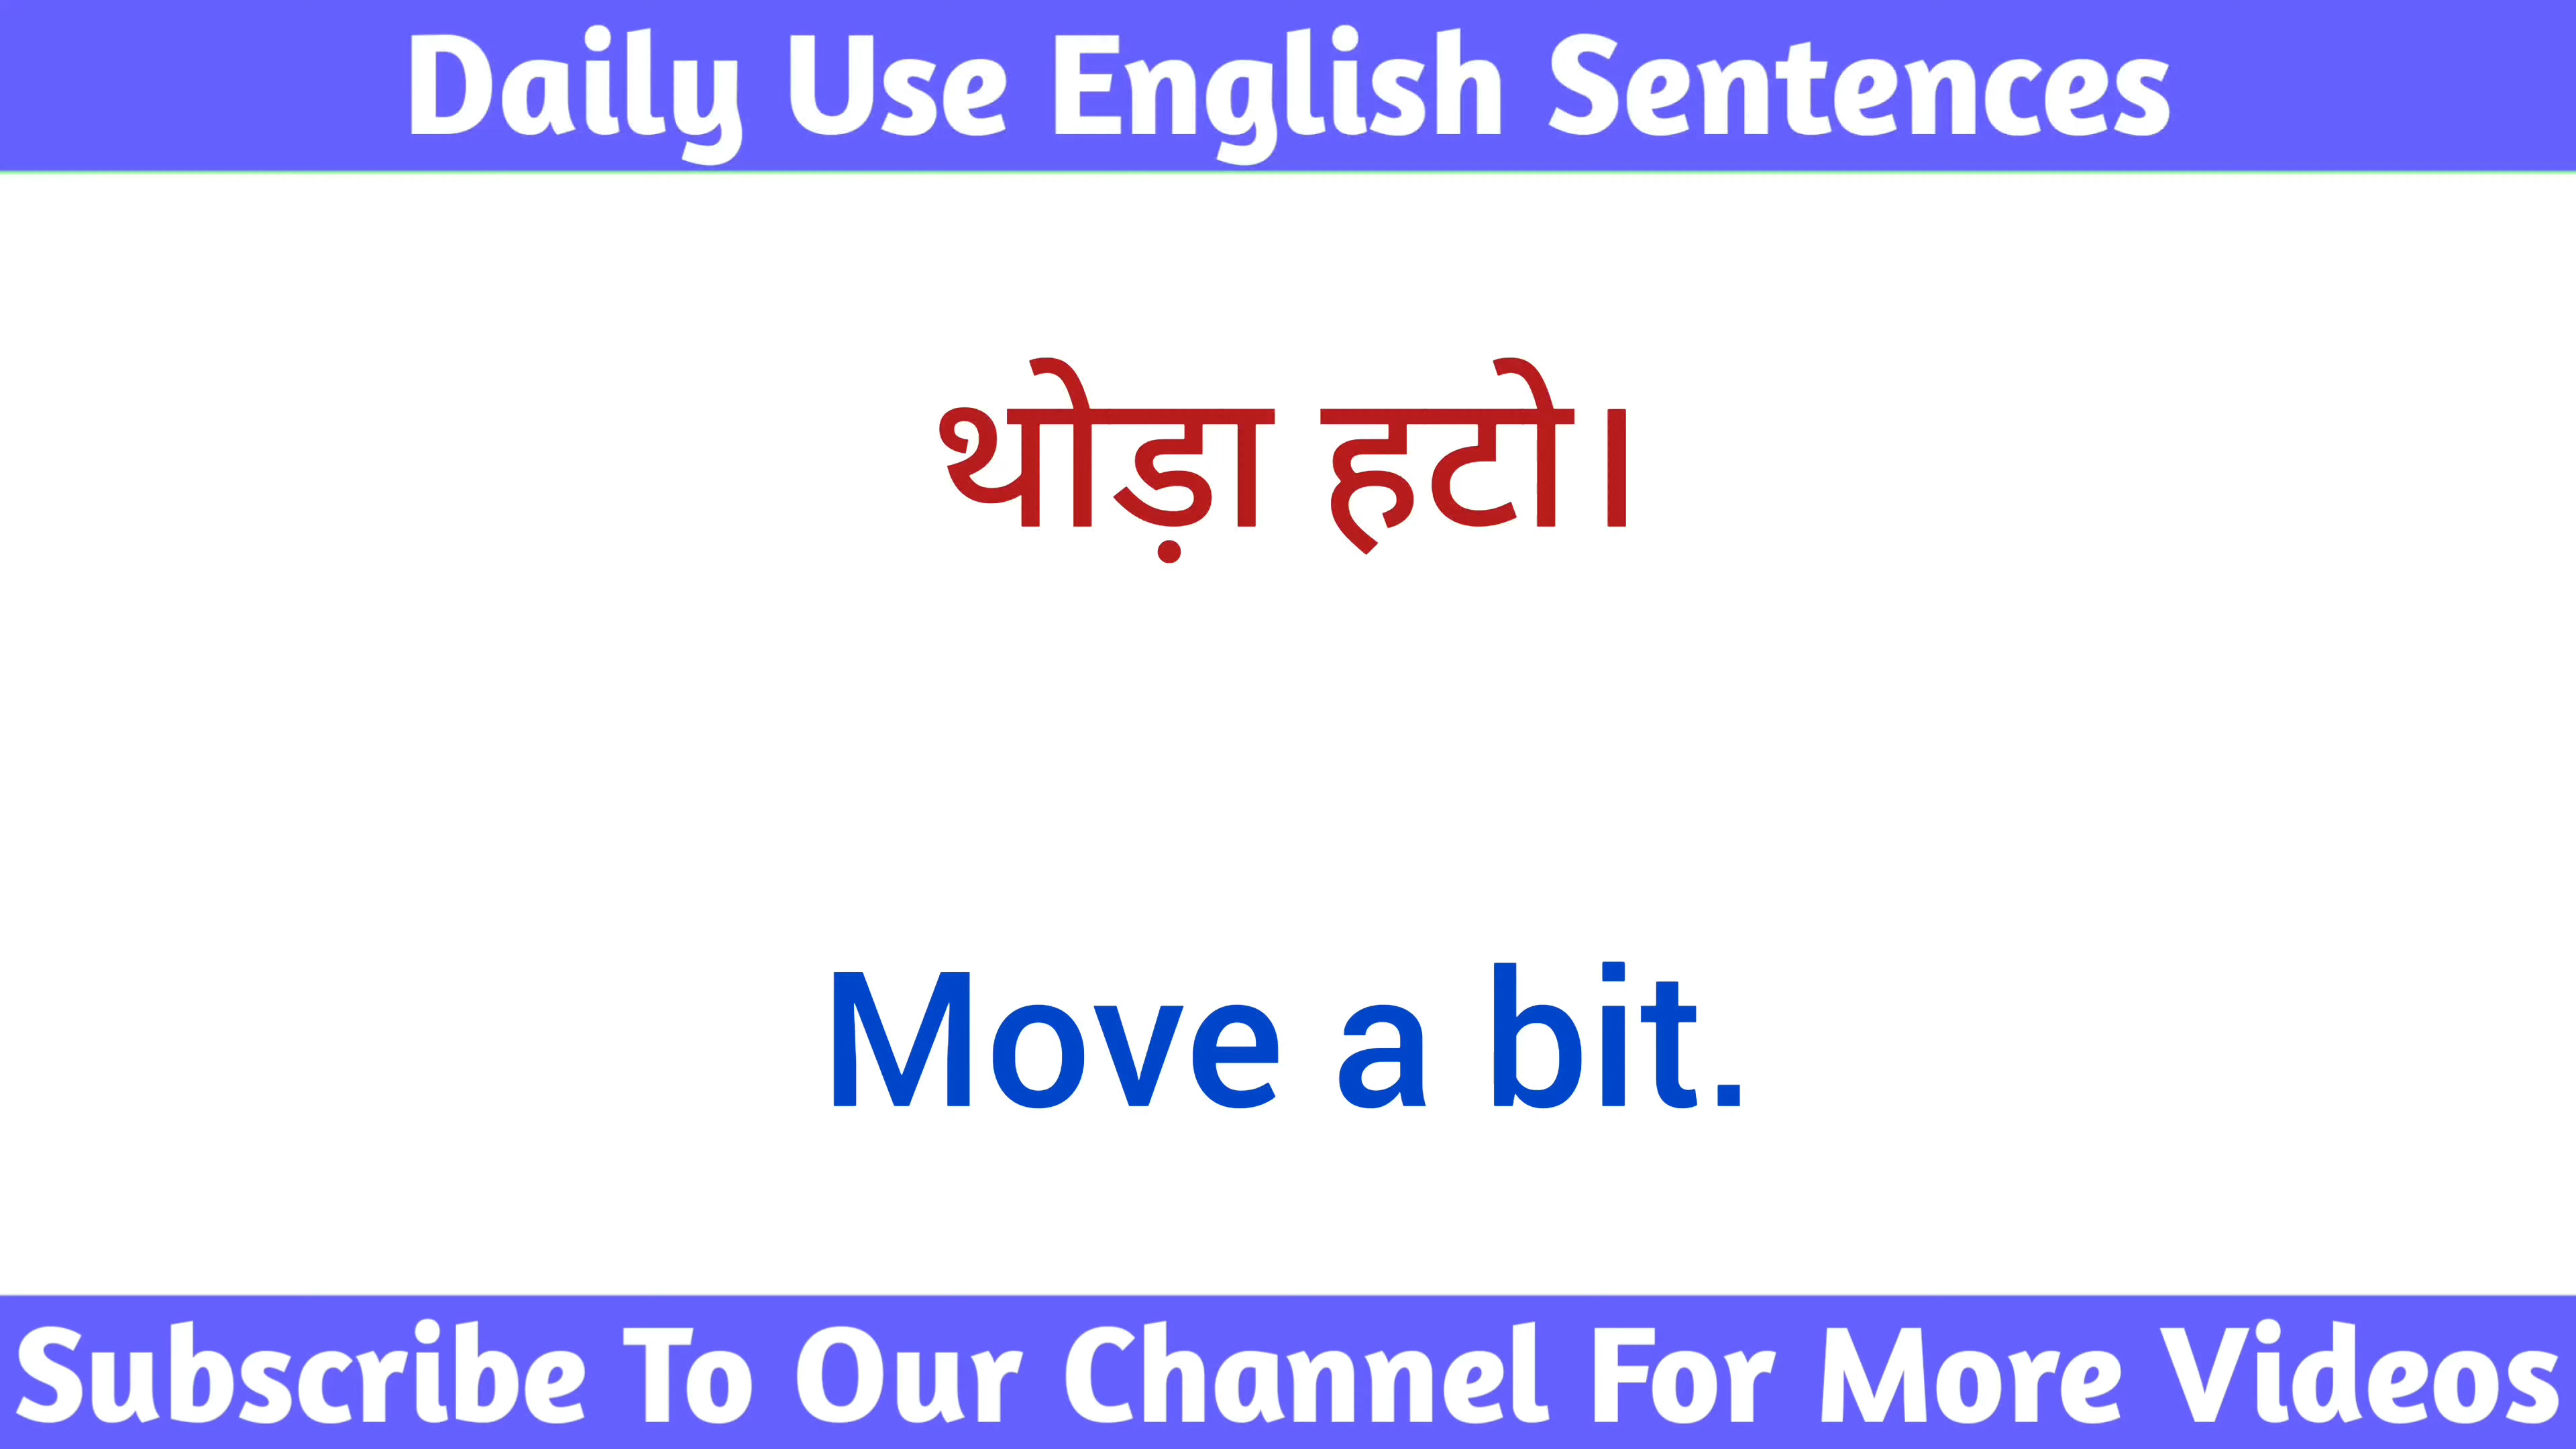 Daily Use English Sentences
थोड़ा हटो।
Move a bit.
Subscribe To Our Channel For More Videos